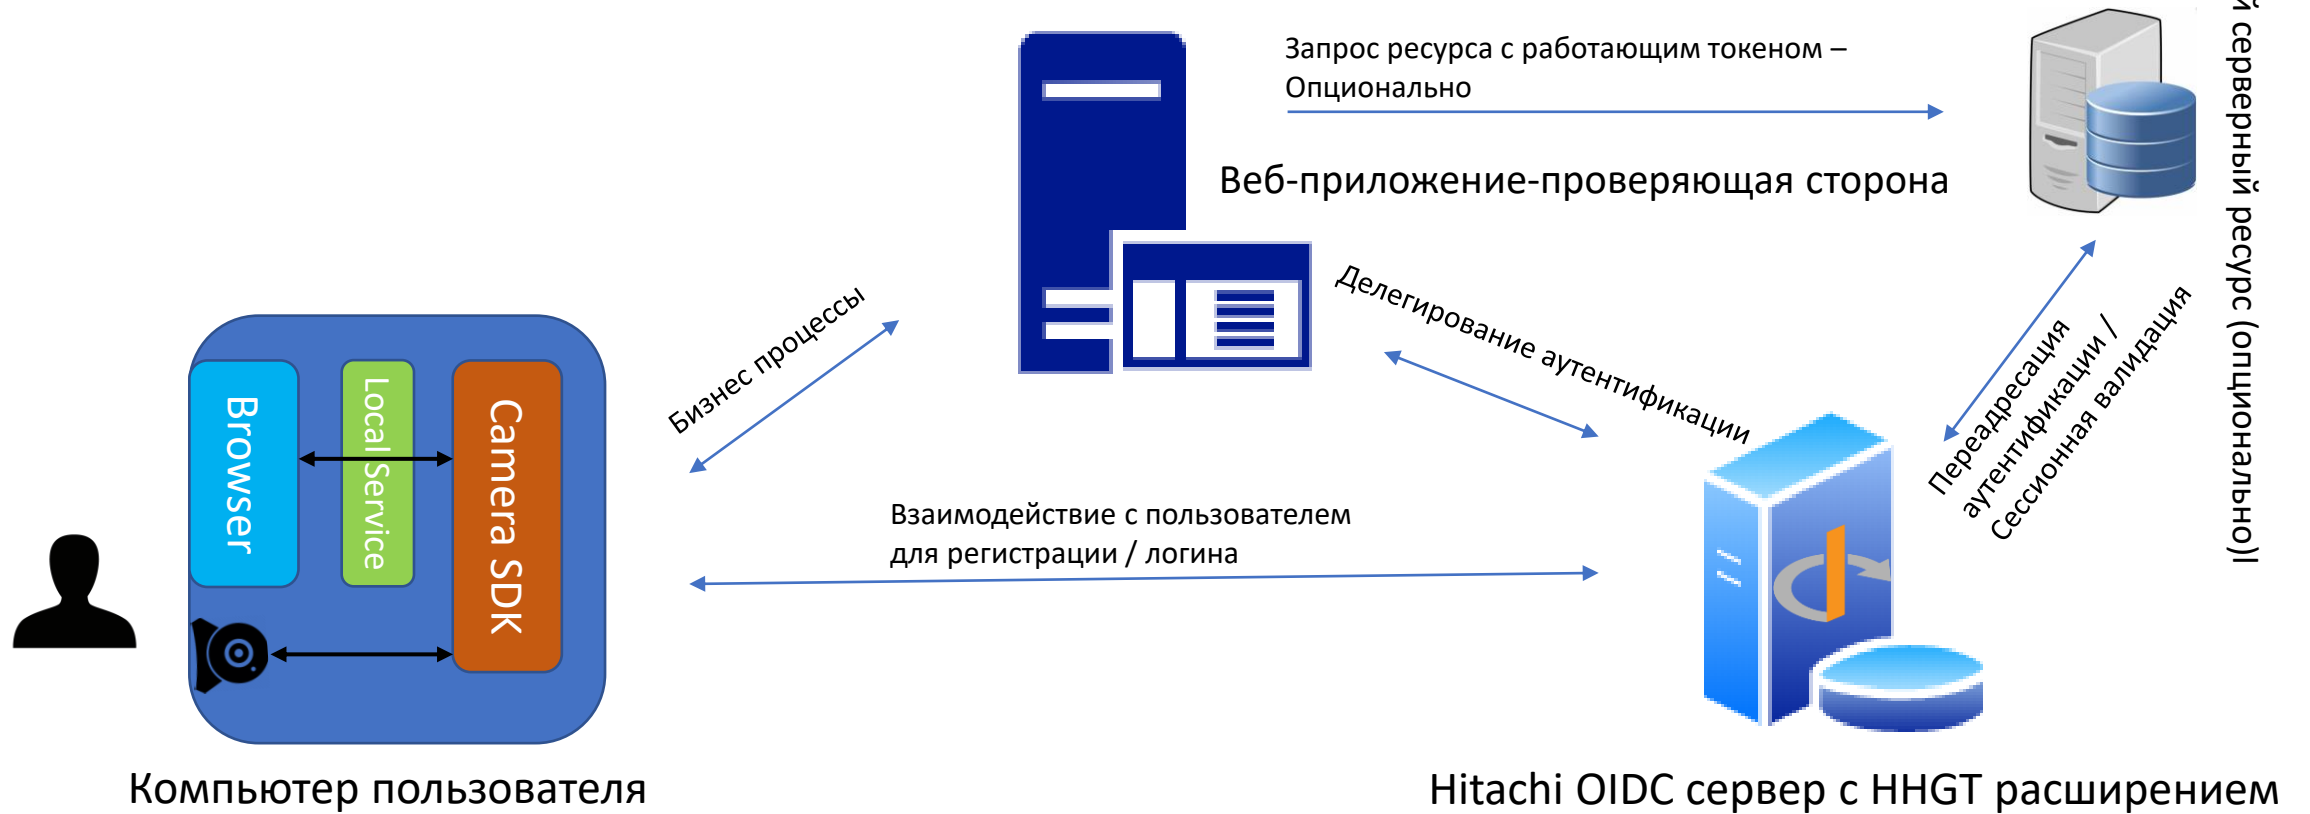 Запрос ресурса с работающим токеном –
Опционально
Веб-приложение-проверяющая сторона
серверный ресурс (опционально)l
Бизнес процессы
Делегирование аутентификации
Переадресация
аутентификации /
Сессионная валидация
Browser
Local Service
Camera SDK
Взаимодействие с пользователем
для регистрации / логина
Компьютер пользователя
Hitachi OIDC сервер с HHGT расширением